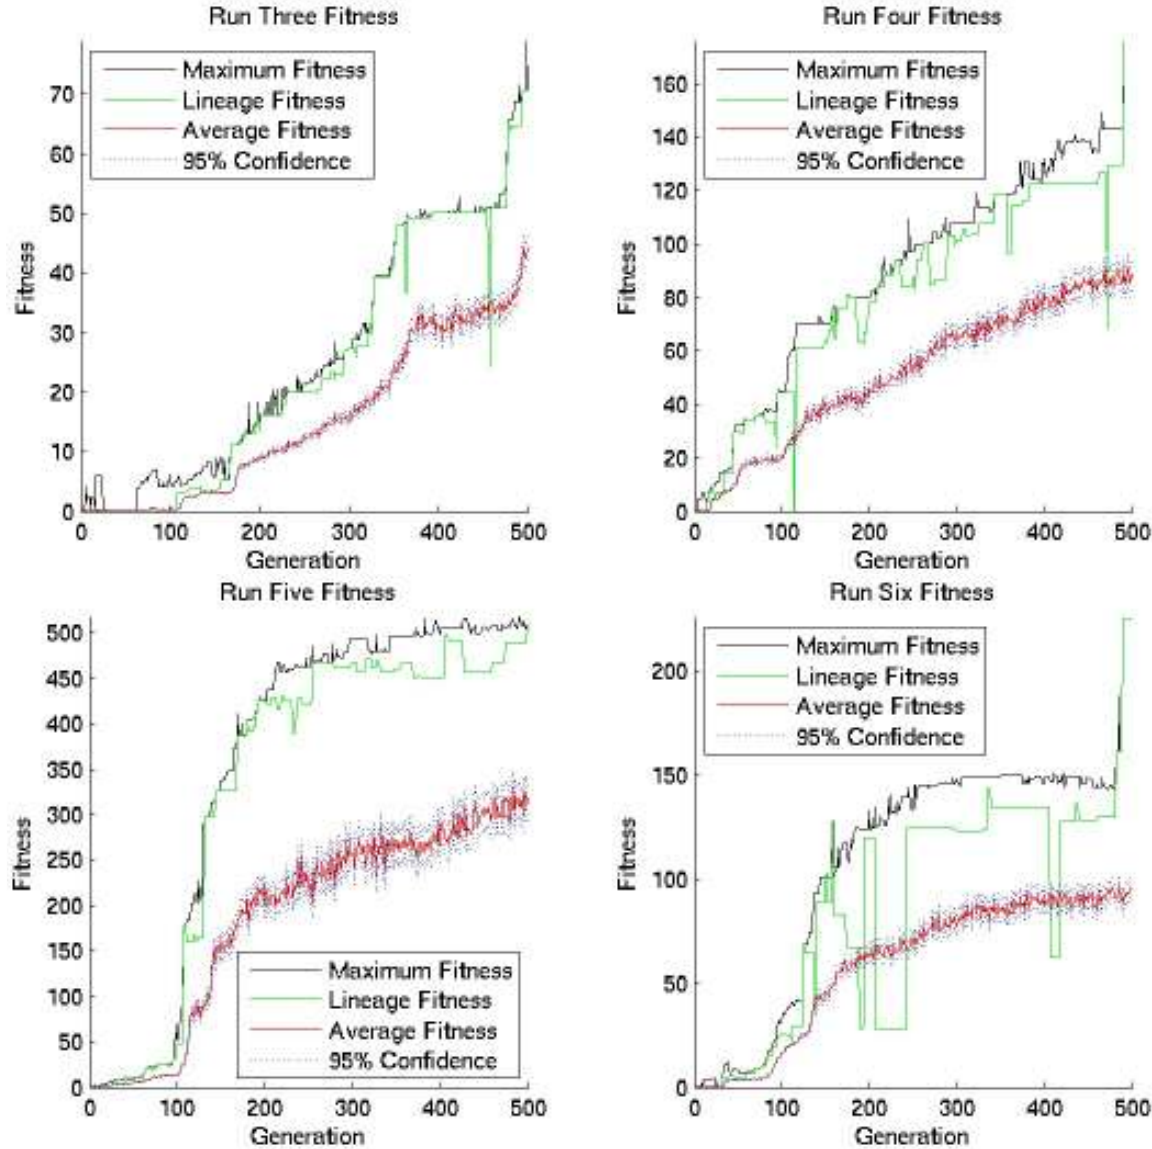 Run Three Fitness
Maximum Fitness
Lineage Fitness
Average Fitness
95% Confidence
70
60
50
40
30
20
10
0
Fitness
0 100 200 300 400 500
Generation
Run Four Fitness
Maximum Fitness
Lineage Fitness
Average Fitness
95% Confidence
160
140
120
100
80
60
40
20
0
Fitness
0 100 200 300 400 500
Generation
Run Five Fitness
500
450
400
350
300
250
200
150
100
50
0
Fitness
Maximum Fitness
Lineage Fitness
Average Fitness
95% Confidence
0 100 200 300 400 500
Generation
Run Six Fitness
Maximum Fitness
Lineage Fitness
Average Fitness
95% Confidence
200
150
100
50
0
Fitness
0 100 200 300 400 500
Generation